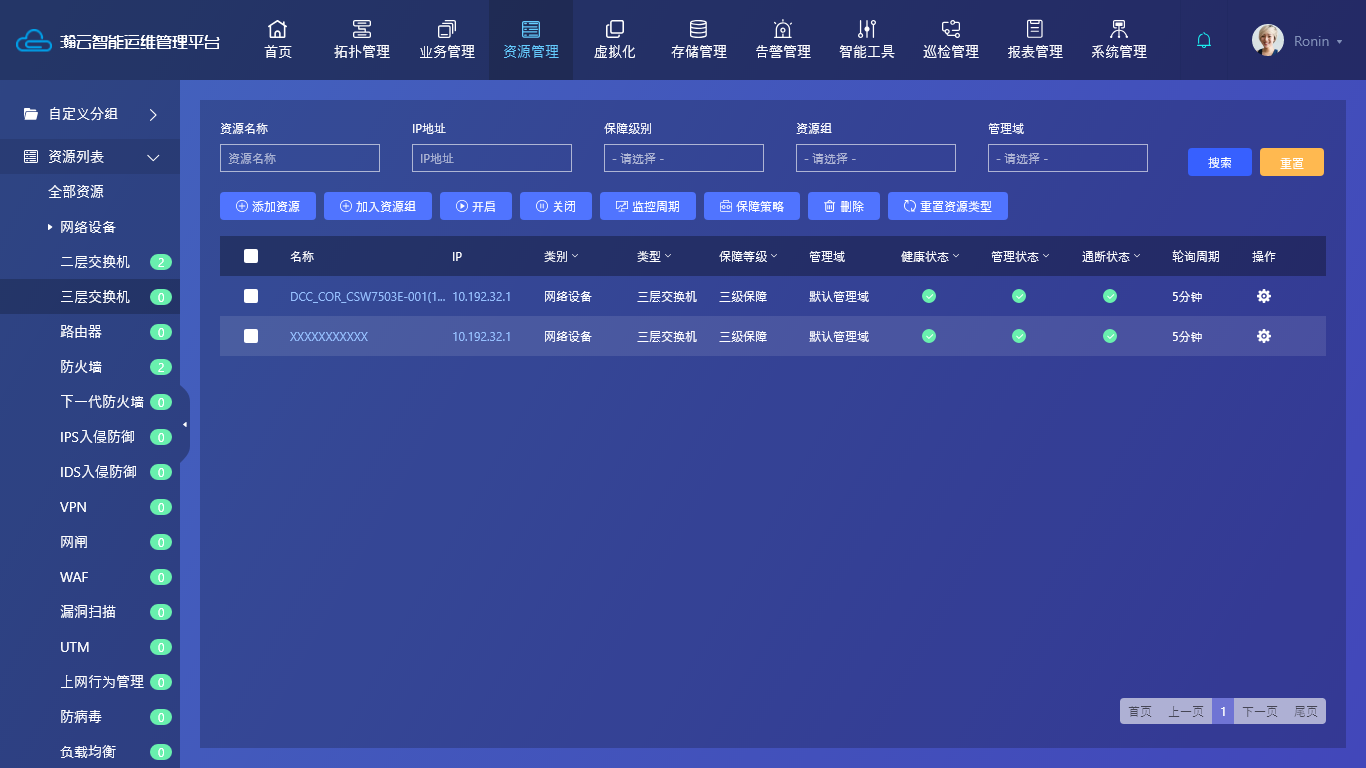 瀚云智能运维管理平台
首页 拓扑管理 业务管理 资源管理 虚拟化 存储管理 告警管理 智能工具 巡检管理 报表管理 系统管理
Ronin
自定义分组
资源列表
全部资源
网络设备
二层交换机 2
三层交换机 0
路由器 0
防火墙 2
下一代防火墙 0
IPS入侵防御 0
IDS入侵防御 0
VPN 0
网闸 0
WAF 0
漏洞扫描 0
UTM 0
上网行为管理 0
防病毒 0
负载均衡 0
资源名称 IP地址 保障级别 资源组 管理域
资源名称 IP地址 - 请选择 - - 请选择 - - 请选择 - 搜索 重置
添加资源 加入资源组 开启 关闭 监控周期 保障策略 删除 重置资源类型
名称 IP 类别 类型 保障等级 管理域 健康状态 管理状态 通断状态 轮询周期 操作
DCC_COR_CSW7503E-001(1... 10.192.32.1 网络设备 三层交换机 三级保障 默认管理域 5分钟
XXXXXXXXXXX 10.192.32.1 网络设备 三层交换机 三级保障 默认管理域 5分钟
首页 上一页 1 下一页 尾页